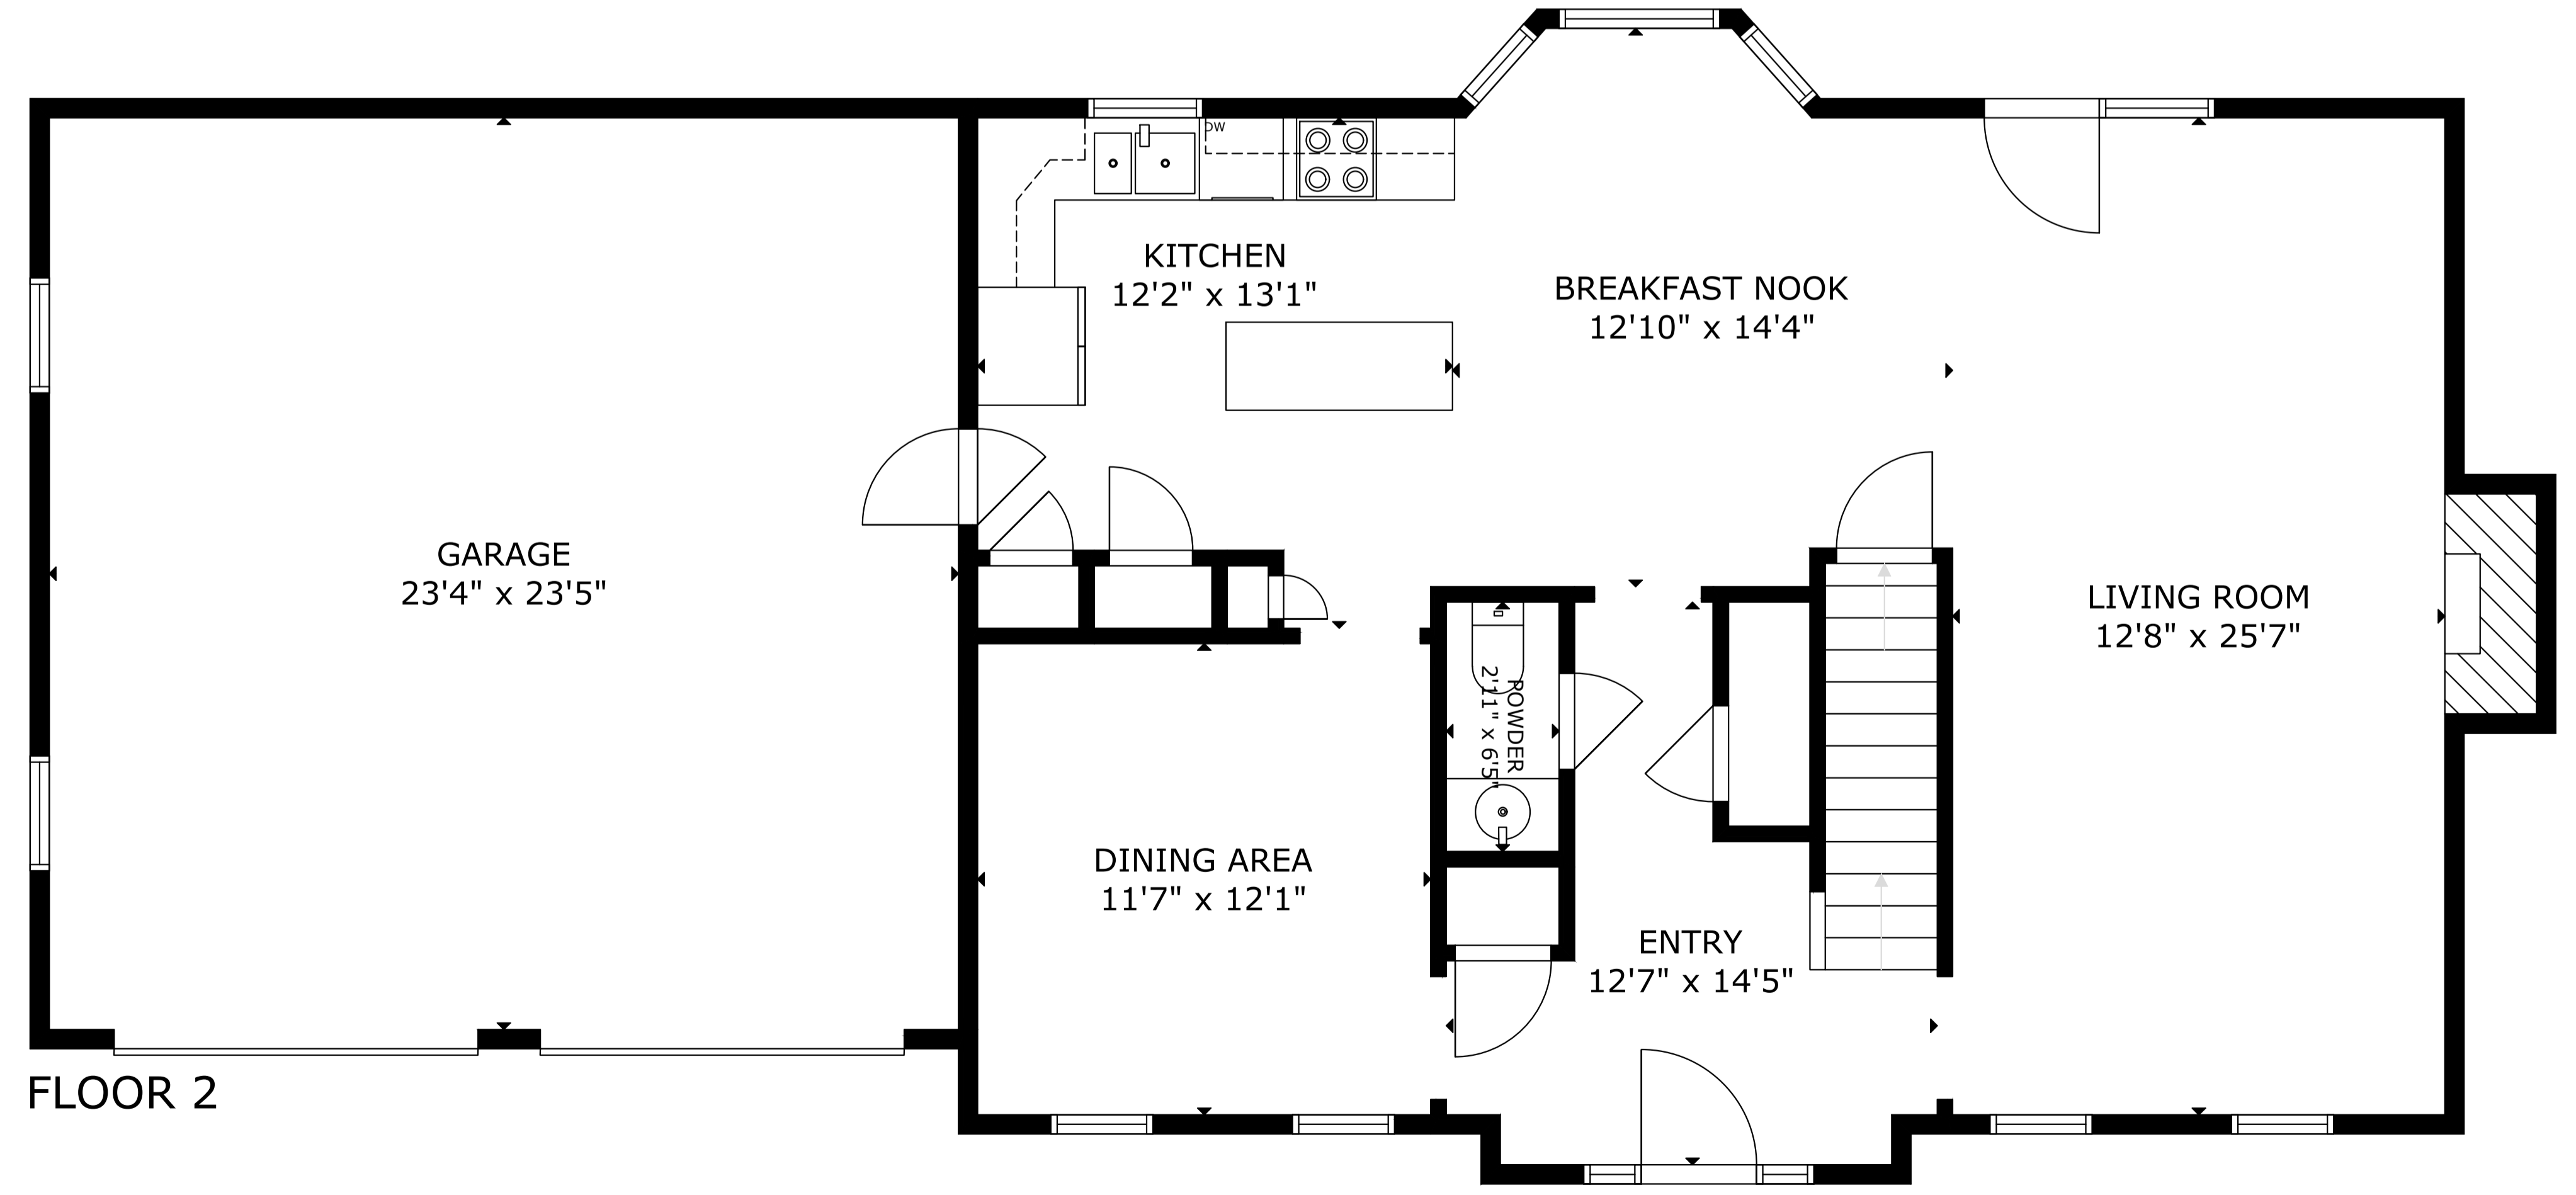 DW
KITCHEN
12'2" x 13'1"
BREAKFAST NOOK
12'10" x 14'4"
GARAGE
23'4" x 23'5"
LIVING ROOM
12'8" x 25'7"
POWDER
2'11" x 6'5"
DINING AREA
11'7" x 12'1"
ENTRY
12'7" x 14'5"
FLOOR 2